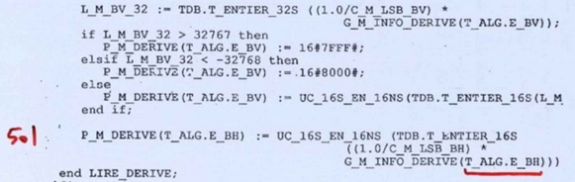 L_M_BV_32 := TDB.T_ENTIER_32S ((1.0/C_M_LSB_BV) *
G_M_INFO_DERIVE(T_ALG.E_BV));
if L_M_BV_32 > 32767 then
P_M_DERIVE(T_ALG.E_BV) := 16#7FFF#;
elsif L_M_BV_32 < -32768 then
P_M_DERIVE(T_ALG.E_BV) := 16#8000#;
else
P_M_DERIVE(T_ALG.E_BV) := UC_16S_EN_16NS(TDB.T_ENTIER_16S(L_M
end if;
501 P_M_DERIVE(T_ALG.E_BH) := UC_16S_EN_16NS (TDB.T_ENTIER_16S
((1.0/C_M_LSB_BH) *
G_M_INFO_DERIVE(T_ALG.E_BH)))
end LIRE_DERIVE;